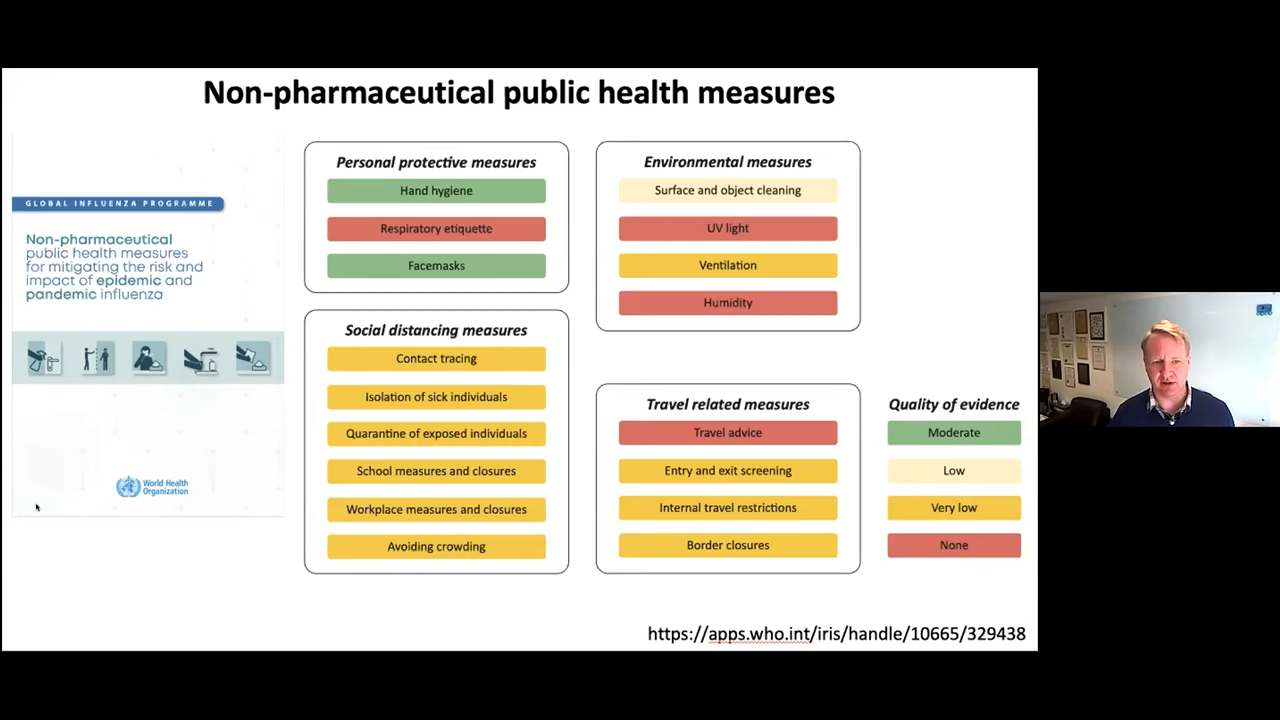 Non-pharmaceutical public health measures
GLOBAL INFLUENZA PROGRAMME
Non-pharmaceutical
public health measures
for mitigating the risk and
impact of epidemic and
pandemic influenza
World Health
Organization
Personal protective measures
Hand hygiene
Respiratory etiquette
Facemasks
Social distancing measures
Contact tracing
Isolation of sick individuals
Quarantine of exposed individuals
School measures and closures
Workplace measures and closures
Avoiding crowding
Environmental measures
Surface and object cleaning
UV light
Ventilation
Humidity
Travel related measures
Travel advice
Entry and exit screening
Internal travel restrictions
Border closures
Quality of evidence
Moderate
Low
Very low
None
https://apps.who.int/iris/handle/10665/329438